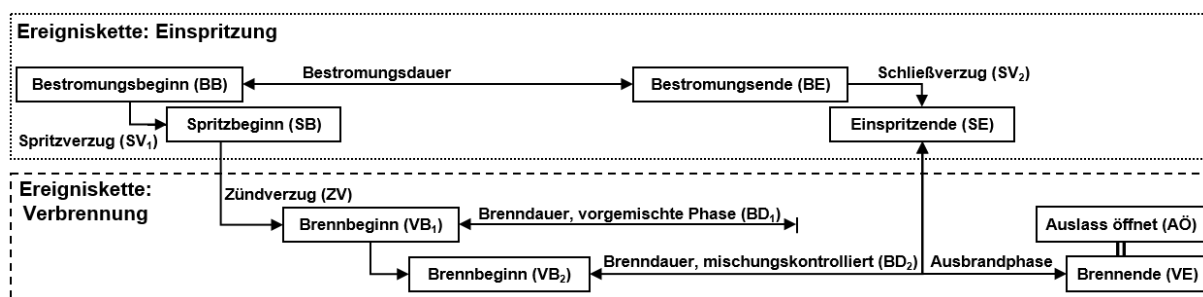 Ereigniskette: Einspritzung
Bestromungsbeginn (BB)
Bestromungsdauer
Bestromungsende (BE)
Schließverzug (SV₂)
Spritzbeginn (SB)
Einspritzende (SE)
Spritzverzug (SV₁)
Ereigniskette:
Verbrennung
Zündverzug (ZV)
Brennbeginn (VB₁)
Brenndauer, vorgemischte Phase (BD₁)
Auslass öffnet (AÖ)
Brennbeginn (VB₂)
Brenndauer, mischungskontrolliert (BD₂)
Ausbrandphase
Brennende (VE)